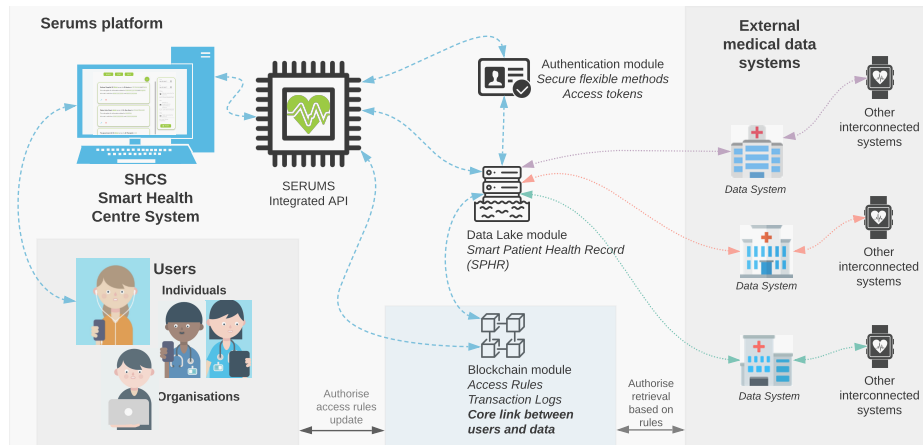 Serums platform
SHCS
Smart Health
Centre System
SERUMS
Integrated API
Authentication module
Secure flexible methods
Access tokens
Data Lake module
Smart Patient Health Record
(SPHR)
Users
Individuals
Organisations
Authorise
access rules
update
Blockchain module
Access Rules
Transaction Logs
Core link between
users and data
Authorise
retrieval
based on
rules
External
medical data
systems
Data System
Other
interconnected
systems
Data System
Other
interconnected
systems
Data System
Other
interconnected
systems